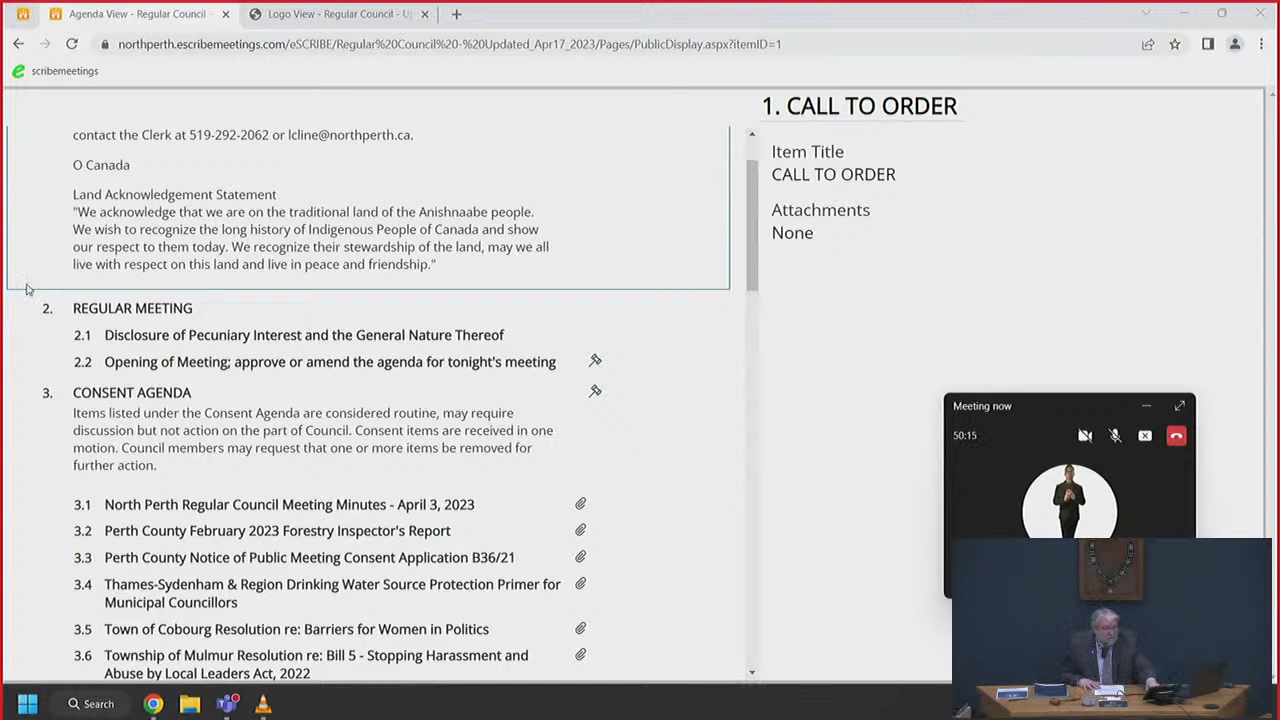 Agenda View - Regular Council -
Logo View - Regular Council - U
northperth.escribemeetings.com/eSCRIBE/Regular%20Council%20-%20Updated_Apr17_2023/Pages/PublicDisplay.aspx?itemID=1
scribemeetings
contact the Clerk at 519-292-2062 or lcline@northperth.ca.
O Canada
Land Acknowledgement Statement
"We acknowledge that we are on the traditional land of the Anishnaabe people.
We wish to recognize the long history of Indigenous People of Canada and show
our respect to them today. We recognize their stewardship of the land, may we all
live with respect on this land and live in peace and friendship."
2. REGULAR MEETING
2.1 Disclosure of Pecuniary Interest and the General Nature Thereof
2.2 Opening of Meeting; approve or amend the agenda for tonight's meeting
3. CONSENT AGENDA
Items listed under the Consent Agenda are considered routine, may require
discussion but not action on the part of Council. Consent items are received in one
motion. Council members may request that one or more items be removed for
further action.
3.1 North Perth Regular Council Meeting Minutes - April 3, 2023
3.2 Perth County February 2023 Forestry Inspector's Report
3.3 Perth County Notice of Public Meeting Consent Application B36/21
3.4 Thames-Sydenham & Region Drinking Water Source Protection Primer for
Municipal Councillors
3.5 Town of Cobourg Resolution re: Barriers for Women in Politics
3.6 Township of Mulmur Resolution re: Bill 5 - Stopping Harassment and
Abuse by Local Leaders Act, 2022
1. CALL TO ORDER
Item Title
CALL TO ORDER
Attachments
None
Meeting now
50:15
Search